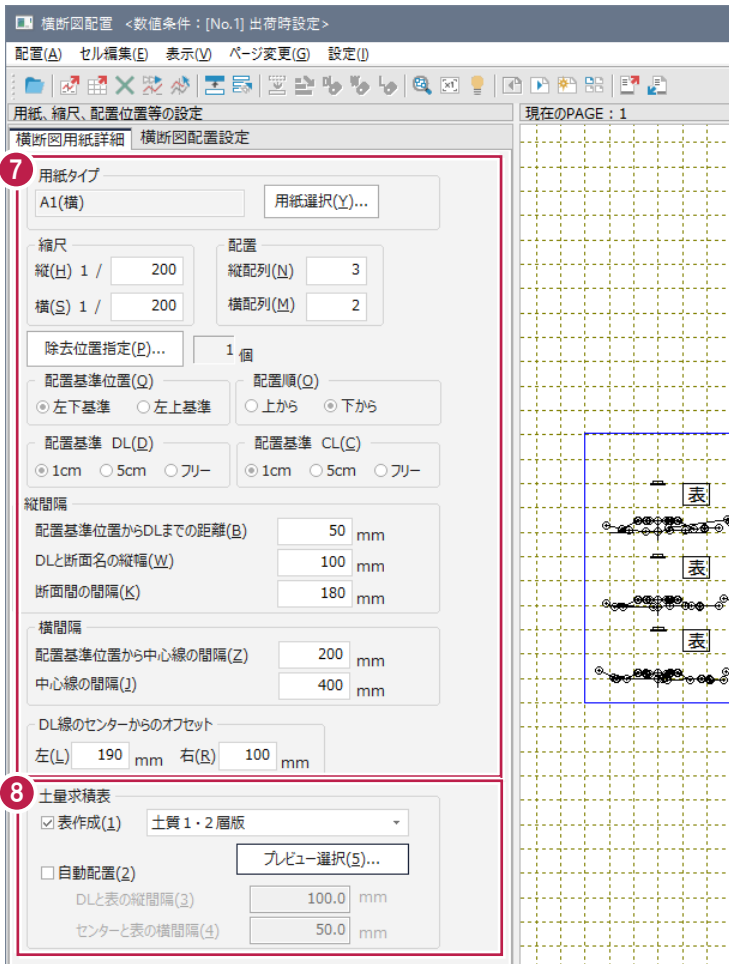 横断図配置 <数値条件:[No.1] 出荷時設定>
配置(A) セル編集(E) 表示(V) ページ変更(G) 設定(I)
用紙、縮尺、配置位置等の設定
現在のPAGE:1
横断図用紙詳細 横断図配置設定
7
用紙タイプ
A1(横) 用紙選択(Y)...
縮尺 配置
縦(H) 1 / 200 縦配列(N) 3
横(S) 1 / 200 横配列(M) 2
除去位置指定(P)... 1 個
配置基準位置(Q) 配置順(O)
左下基準 左上基準 上から 下から
配置基準 DL(D) 配置基準 CL(C)
1cm 5cm フリー 1cm 5cm フリー
縦間隔
配置基準位置からDLまでの距離(B) 50 mm
DLと断面名の縦幅(W) 100 mm
断面間の間隔(K) 180 mm
横間隔
配置基準位置から中心線の間隔(Z) 200 mm
中心線の間隔(J) 400 mm
DL線のセンターからのオフセット
左(L) 190 mm 右(R) 100 mm
8
土量求積表
表作成(1) 土質1・2層版
プレビュー選択(5)...
自動配置(2)
DLと表の縦間隔(3) 100.0 mm
センターと表の横間隔(4) 50.0 mm
表
表
表